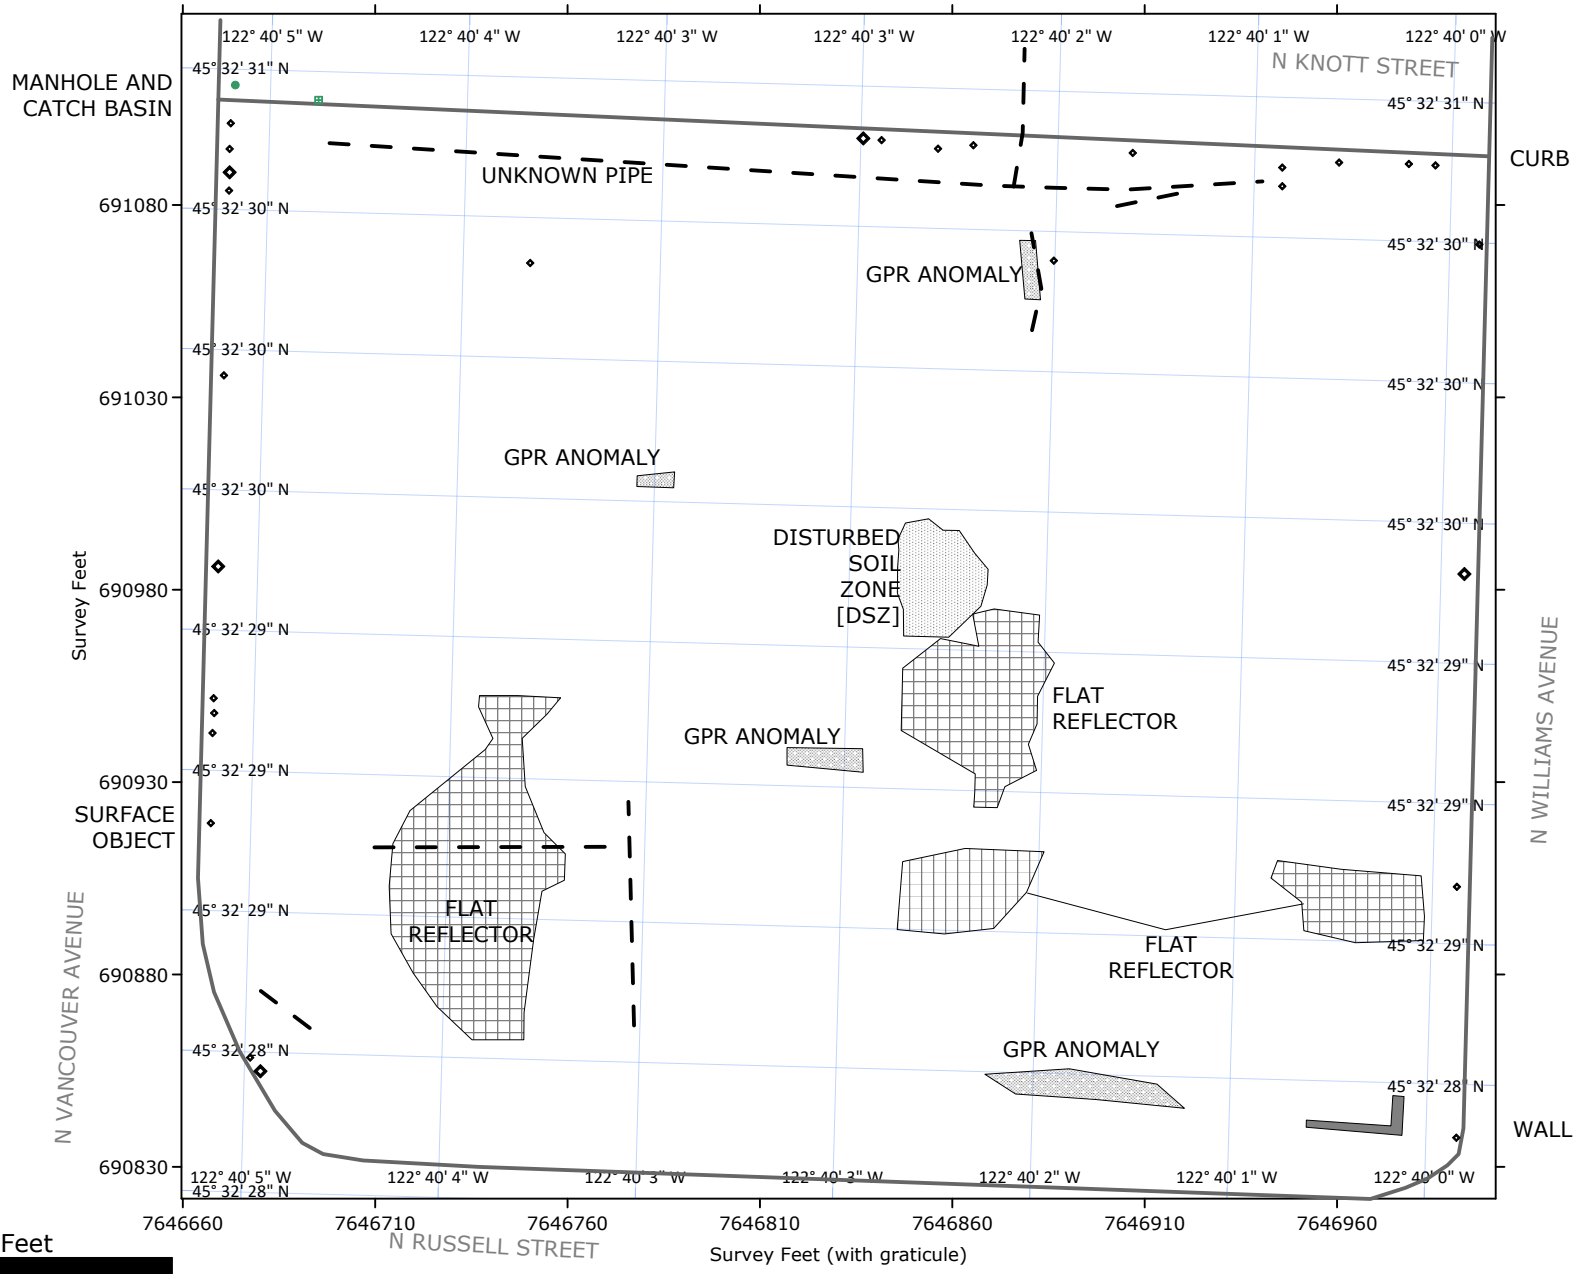 122° 40' 5" W
122° 40' 4" W
122° 40' 3" W
122° 40' 3" W
122° 40' 2" W
122° 40' 1" W
122° 40' 0" W
N KNOTT STREET
45° 32' 31" N
MANHOLE AND
CATCH BASIN
45° 32' 31" N
CURB
UNKNOWN PIPE
691080
45° 32' 30" N
45° 32' 30" N
GPR ANOMALY
45° 32' 30" N
45° 32' 30" N
691030
GPR ANOMALY
45° 32' 30" N
45° 32' 30" N
DISTURBED
SOIL
ZONE
[DSZ]
Survey Feet
690980
45° 32' 29" N
45° 32' 29" N
FLAT
REFLECTOR
N WILLIAMS AVENUE
GPR ANOMALY
45° 32' 29" N
690930
45° 32' 29" N
SURFACE
OBJECT
45° 32' 29" N
FLAT
REFLECTOR
45° 32' 29" N
FLAT
REFLECTOR
690880
N VANCOUVER AVENUE
45° 32' 28" N
GPR ANOMALY
45° 32' 28" N
WALL
690830
122° 40' 5" W
122° 40' 4" W
122° 40' 3" W
122° 40' 3" W
122° 40' 2" W
122° 40' 1" W
122° 40' 0" W
45° 32' 28" N
7646660
7646710
7646760
7646810
7646860
7646910
7646960
Feet
N RUSSELL STREET
Survey Feet (with graticule)